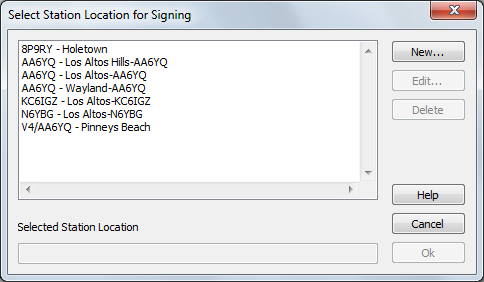 Select Station Location for Signing
8P9RY - Holetown
AA6YQ - Los Altos Hills-AA6YQ
AA6YQ - Los Altos-AA6YQ
AA6YQ - Wayland-AA6YQ
KC6IGZ - Los Altos-KC6IGZ
N6YBG - Los Altos-N6YBG
V4/AA6YQ - Pinneys Beach
New...
Edit...
Delete
Help
Selected Station Location
Cancel
Ok